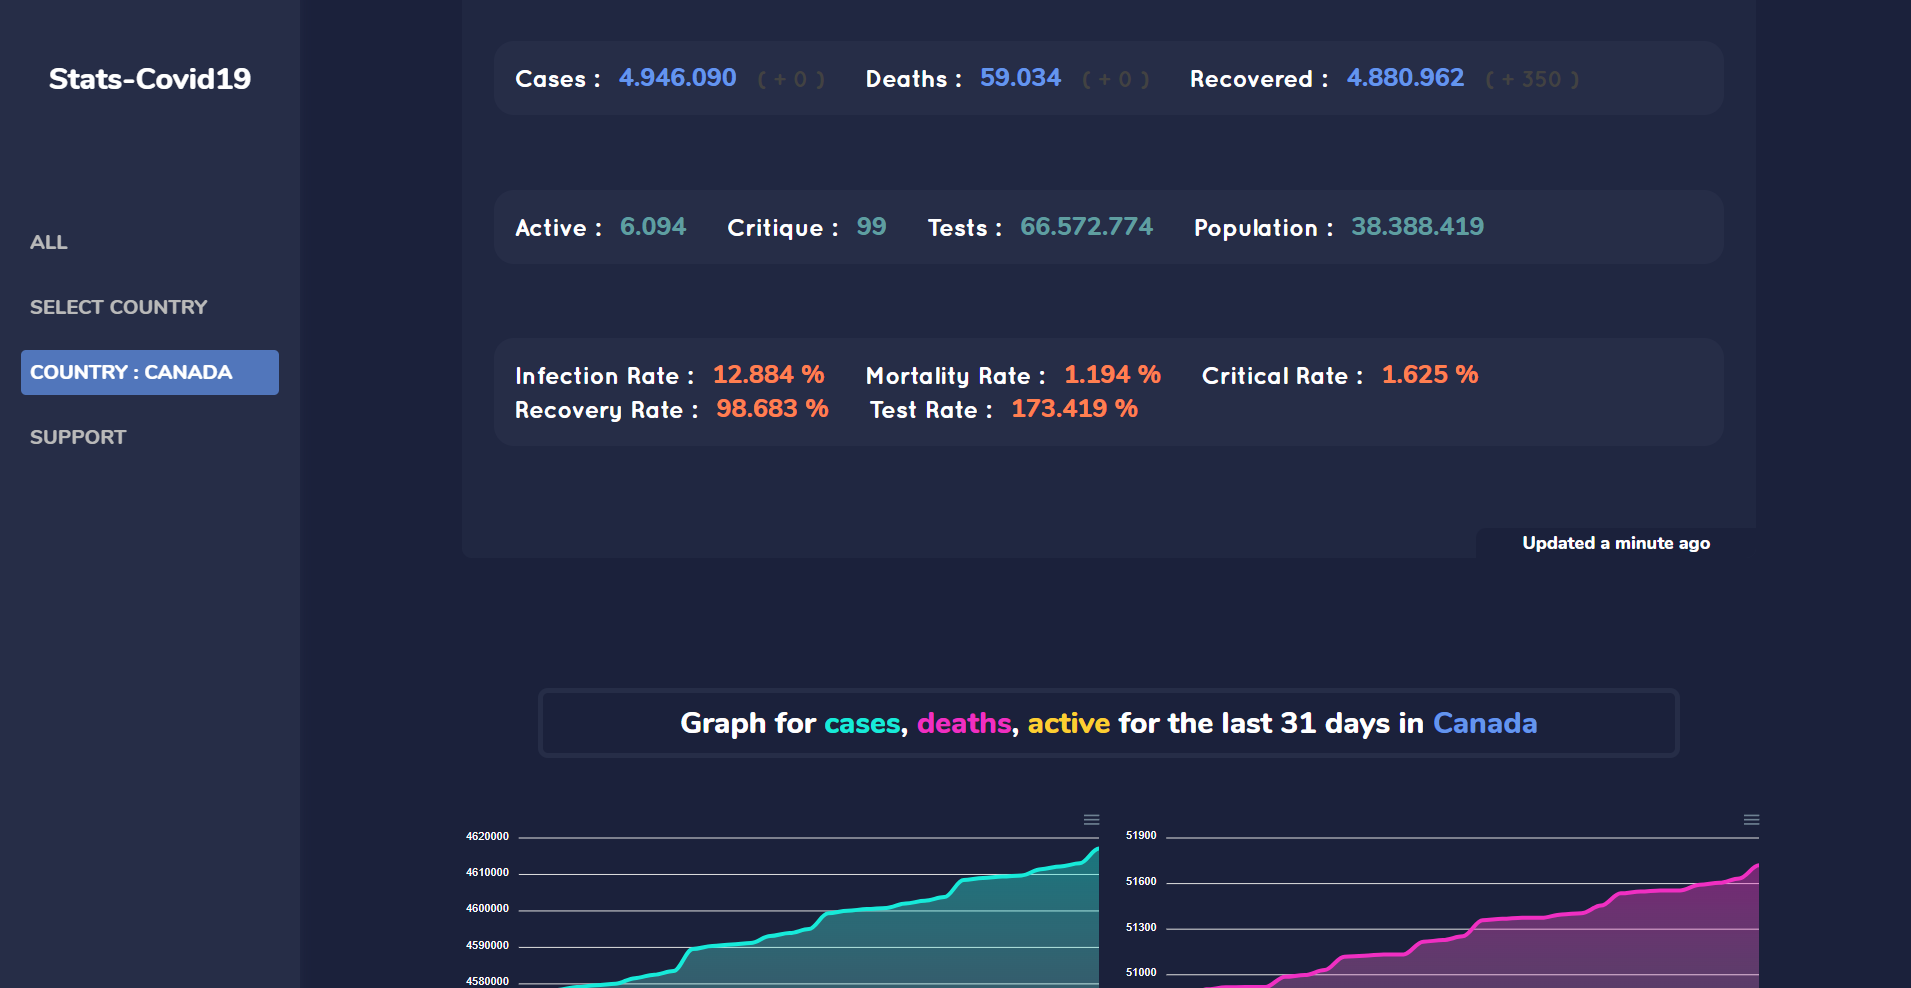 Stats-Covid19
ALL
SELECT COUNTRY
COUNTRY : CANADA
SUPPORT
Cases : 4.946.090 ( + 0 ) Deaths : 59.034 ( + 0 ) Recovered : 4.880.962 ( + 350 )
Active : 6.094 Critique : 99 Tests : 66.572.774 Population : 38.388.419
Infection Rate : 12.884 % Mortality Rate : 1.194 % Critical Rate : 1.625 %
Recovery Rate : 98.683 % Test Rate : 173.419 %
Updated a minute ago
Graph for cases, deaths, active for the last 31 days in Canada
4620000
4610000
4600000
4590000
4580000
51900
51600
51300
51000